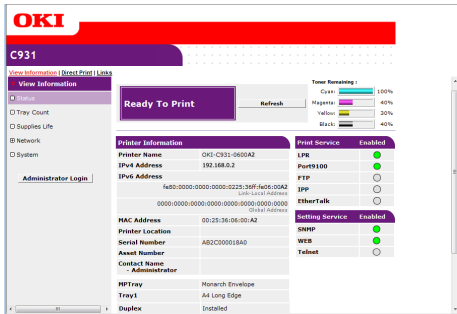 OKI
C931
View Information | Direct Print | Links
View Information
Status
Tray Count
Supplies Life
Network
System
Administrator Login
Ready To Print
Refresh
Toner Remaining :
Cyan: 100%
Magenta: 40%
Yellow: 30%
Black: 40%
Printer Information
Printer Name OKI-C931-0600A2
IPv4 Address 192.168.0.2
IPv6 Address
fe80:0000:0000:0000:0225:36ff:fe06:00A2
Link-Local Address
0000:0000:0000:0000:0000:0000:0000:0000
Global Address
MAC Address 00:25:36:06:00:A2
Printer Location
Serial Number AB2C000018A0
Asset Number
Contact Name
- Administrator
MPTray Monarch Envelope
Tray1 A4 Long Edge
Duplex Installed
Print Service Enabled
LPR
Port9100
FTP
IPP
EtherTalk
Setting Service Enabled
SNMP
WEB
Telnet